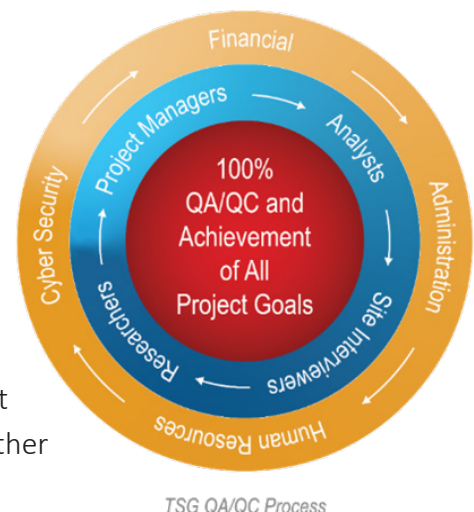 Financial
Administration
Human Resources
Cyber Security
Project Managers
Analysts
Site Interviewers
Researchers
100%
QA/QC and
Achievement
of All
Project Goals
TSG QA/QC Process